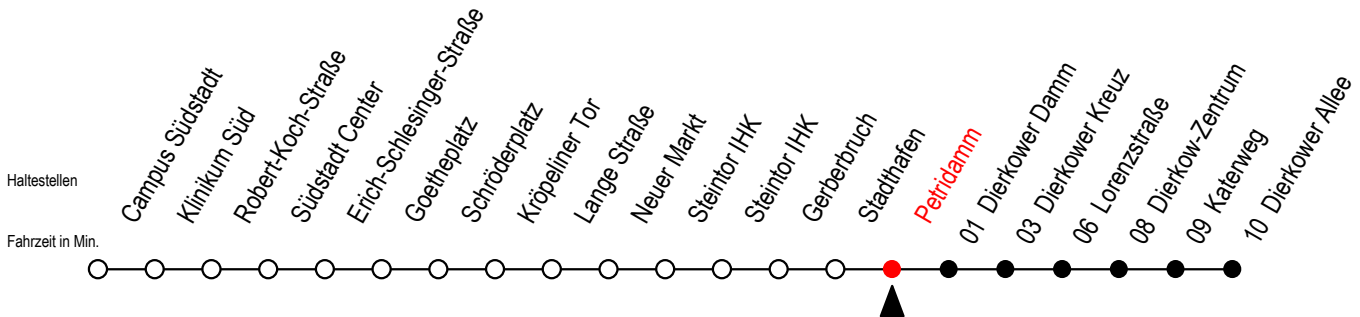 Haltestellen
Fahrzeit in Min.
Campus Südstadt
Klinikum Süd
Robert-Koch-Straße
Südstadt Center
Erich-Schlesinger-Straße
Goetheplatz
Schröderplatz
Kröpeliner Tor
Lange Straße
Neuer Markt
Steintor IHK
Steintor IHK
Gerberbruch
Stadthafen
Petridamm
01 Dierkower Damm
03 Dierkower Kreuz
06 Lorenzstraße
08 Dierkow-Zentrum
09 Katerweg
10 Dierkower Allee